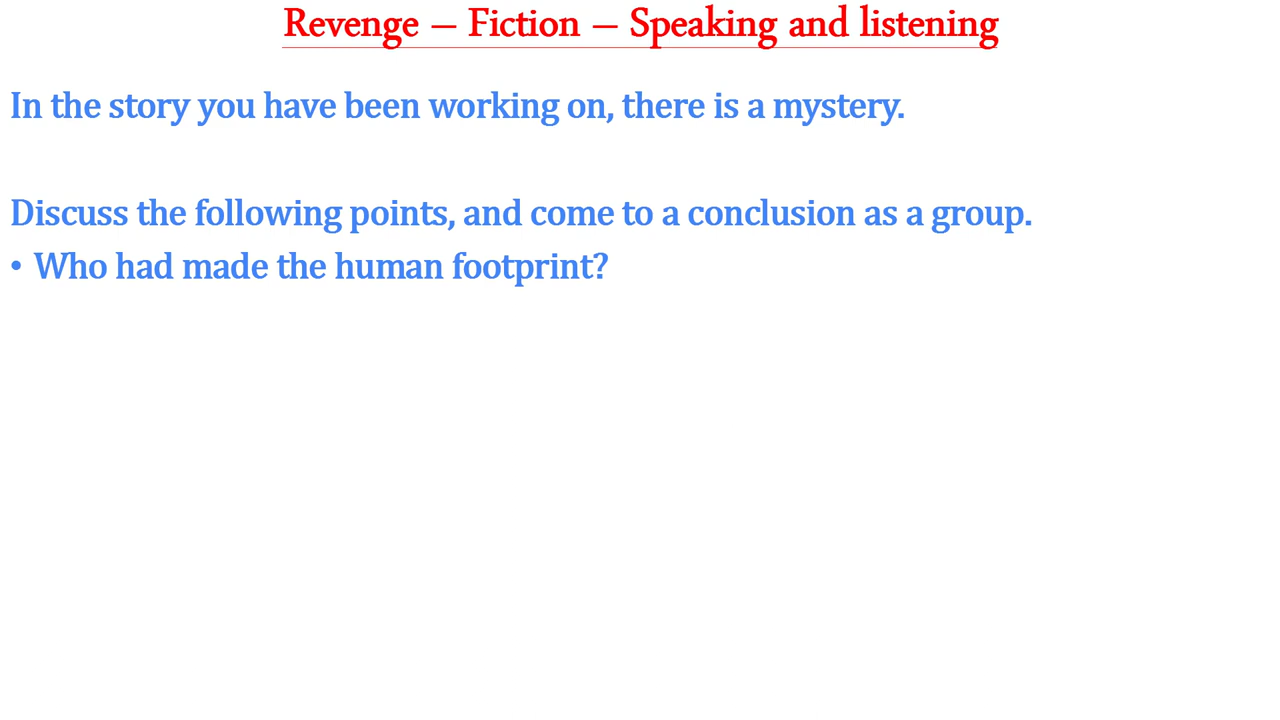 Revenge – Fiction – Speaking and listening
In the story you have been working on, there is a mystery.
Discuss the following points, and come to a conclusion as a group.
• Who had made the human footprint?